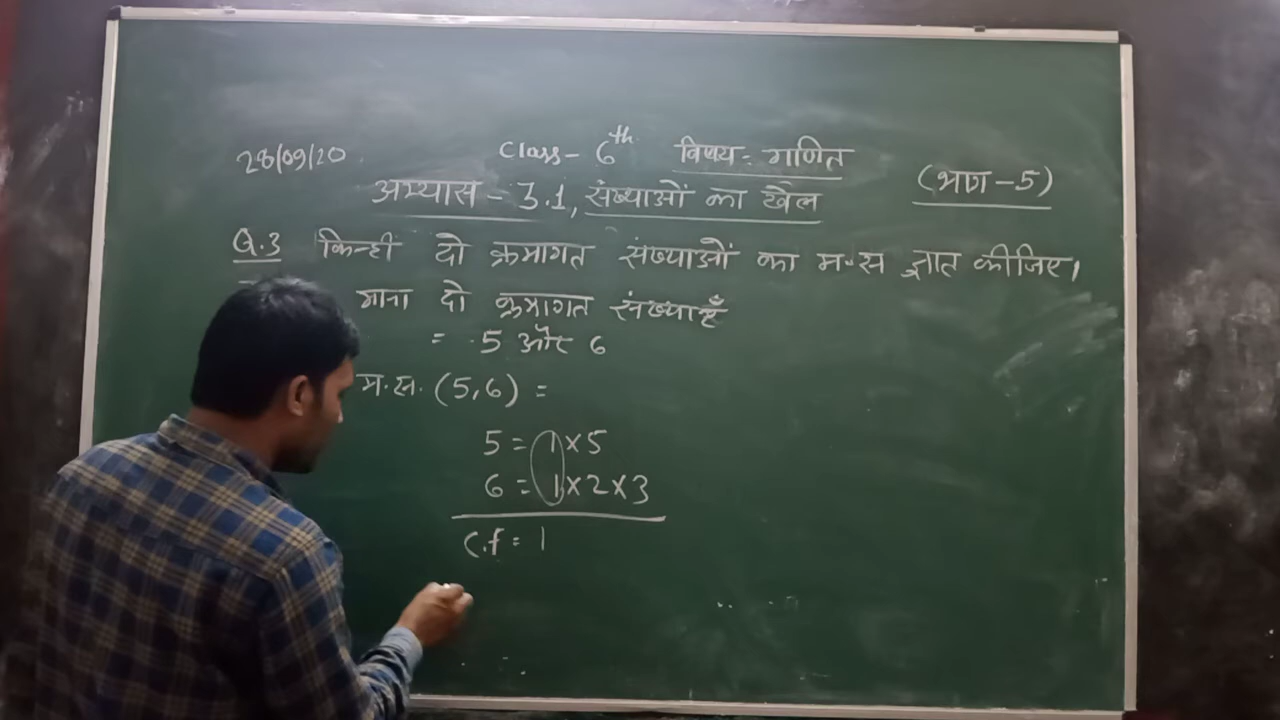 28/09/20
Class- 6th विषय: गणित
अभ्यास - 3.1, संख्याओं का खेल
(भाग-5)
Q.3 किन्ही दो क्रमागत संख्याओं का म.स ज्ञात कीजिए।
माना दो क्रमागत संख्याएँ
= 5 और 6
म.स. (5,6) =
5 = 1×5
6 = 1×2×3
C.f = 1